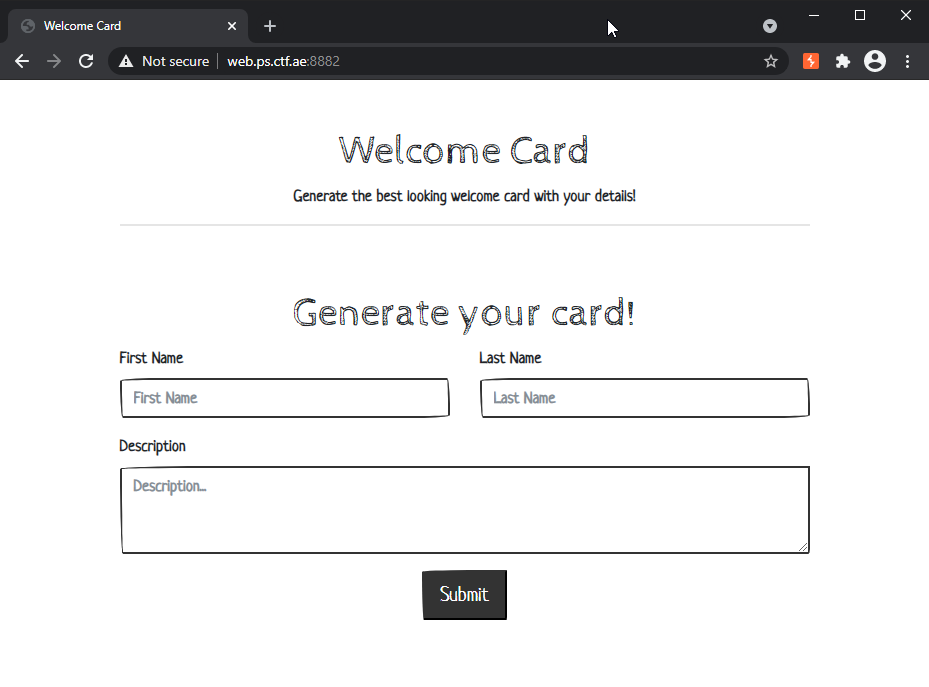 Welcome Card
Not secure web.ps.ctf.ae:8882
Welcome Card
Generate the best looking welcome card with your details!
Generate your card!
First Name Last Name
First Name Last Name
Description
Description...
Submit